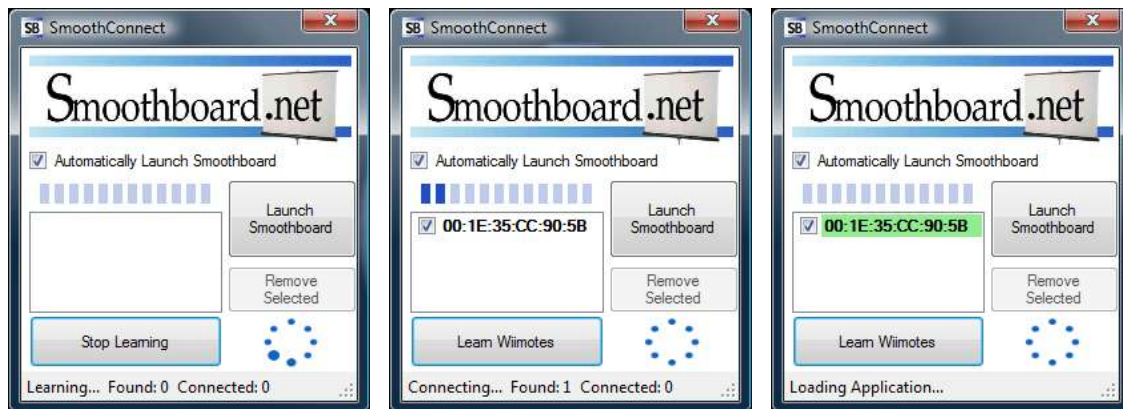 SB SmoothConnect
Smoothboard.net
Automatically Launch Smoothboard
Launch
Smoothboard
Remove
Selected
Stop Learning
Learning... Found: 0 Connected: 0
SB SmoothConnect
Smoothboard.net
Automatically Launch Smoothboard
00:1E:35:CC:90:5B
Launch
Smoothboard
Remove
Selected
Learn Wiimotes
Connecting... Found: 1 Connected: 0
SB SmoothConnect
Smoothboard.net
Automatically Launch Smoothboard
00:1E:35:CC:90:5B
Launch
Smoothboard
Remove
Selected
Learn Wiimotes
Loading Application...